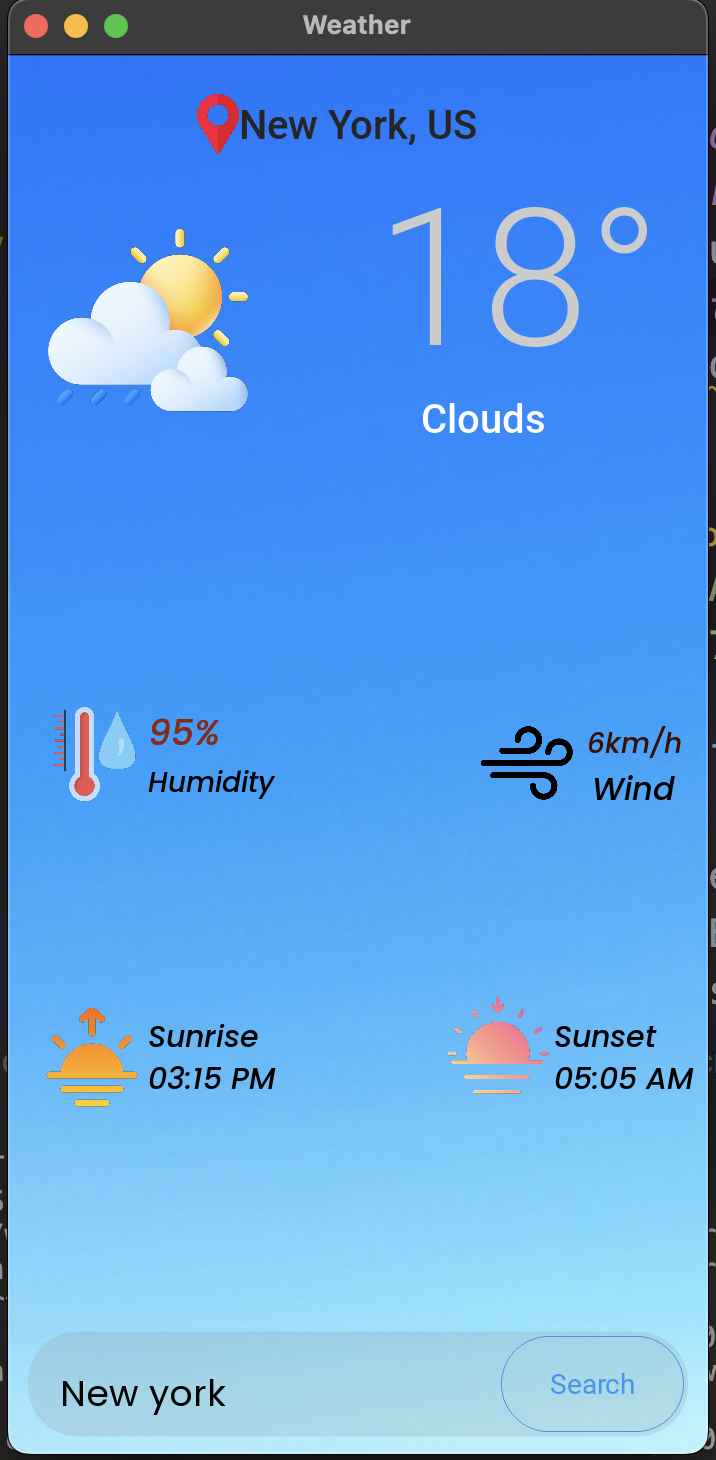 Weather
New York, US
18°
Clouds
95%
Humidity
6km/h
Wind
Sunrise
03:15 PM
Sunset
05:05 AM
New york
Search